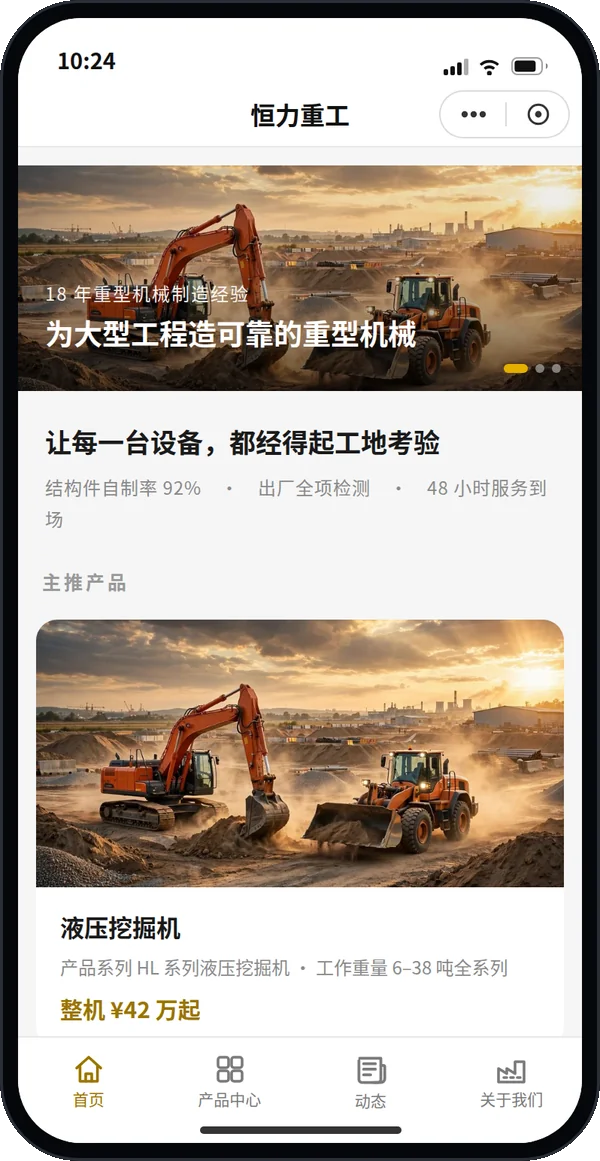 10:24
恒力重工
18 年重型机械制造经验
为大型工程造可靠的重型机械
让每一台设备，都经得起工地考验
结构件自制率 92% · 出厂全项检测 · 48 小时服务到
场
主推产品
液压挖掘机
产品系列 HL 系列液压挖掘机 · 工作重量 6–38 吨全系列
整机 ¥42 万起
首页 产品中心 动态 关于我们